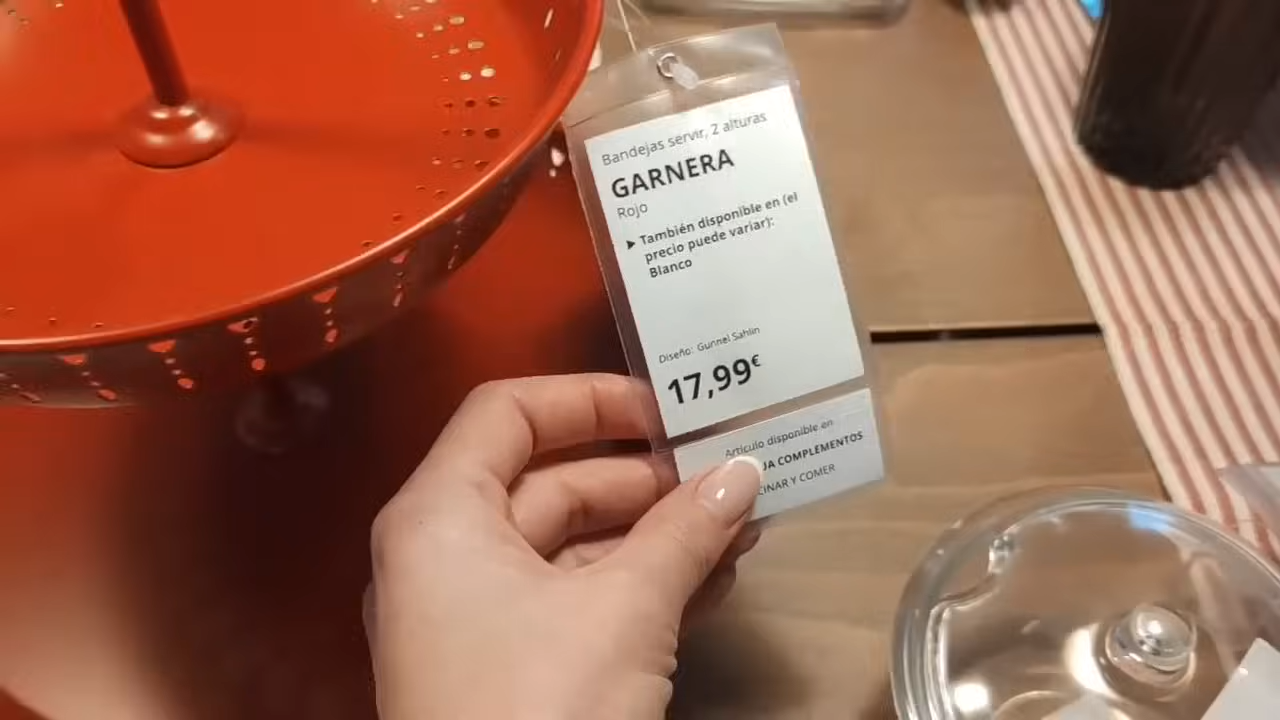 Bandejas servir, 2 alturas
GARNERA
Rojo
▶ También disponible en (el
precio puede variar):
Blanco
Diseño: Gunnel Sahlin
17,99€
Artículo disponible en
COMPLEMENTOS
Y COMER